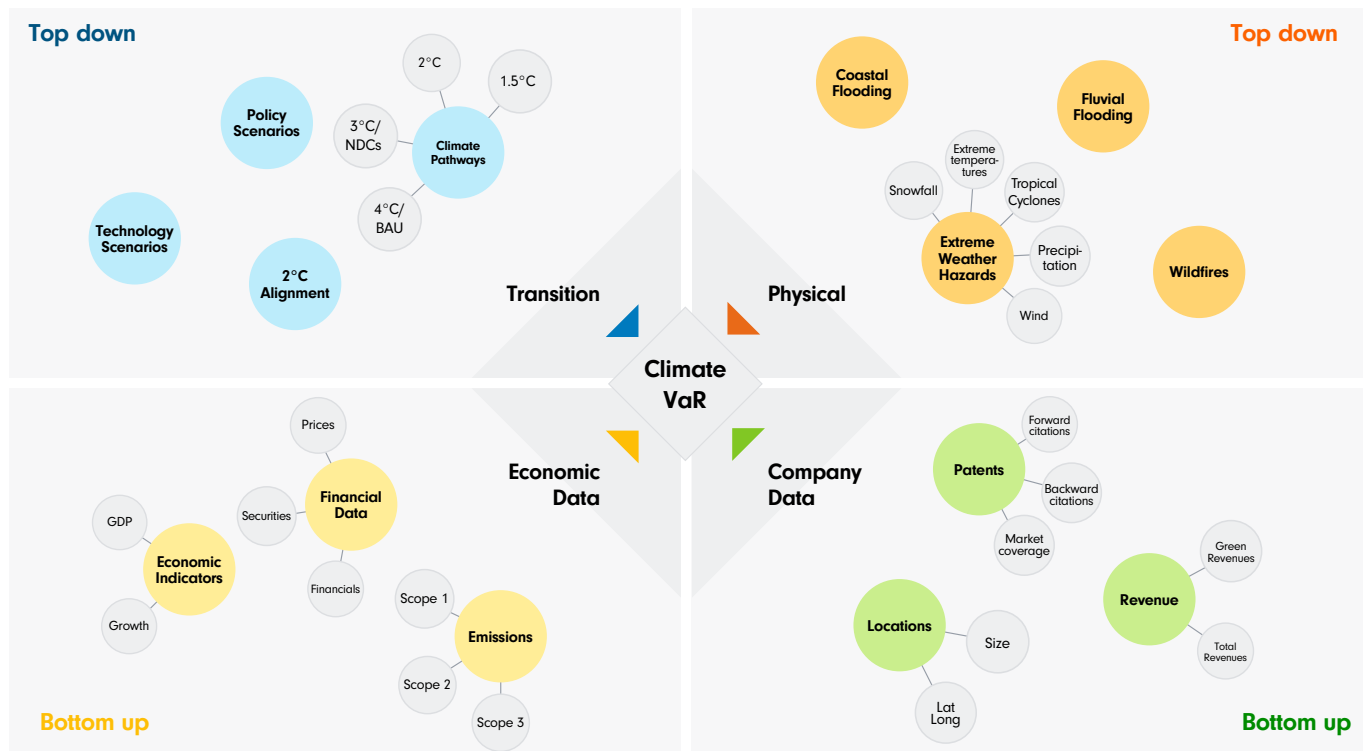 Top down
2°C
1.5°C
Policy
Scenarios
3°C/
NDCs
Climate
Pathways
4°C/
BAU
Technology
Scenarios
2°C
Alignment
Transition
Top down
Coastal
Flooding
Fluvial
Flooding
Extreme
tempera-
tures
Snowfall
Tropical
Cyclones
Extreme
Weather
Hazards
Precipi-
tation
Wildfires
Wind
Physical
Climate
VaR
Economic
Data
Prices
Financial
Data
Securities
GDP
Economic
Indicators
Financials
Growth
Scope 1
Emissions
Scope 2
Scope 3
Bottom up
Company
Data
Forward
citations
Patents
Backward
citations
Market
coverage
Green
Revenues
Revenue
Locations
Size
Total
Revenues
Lat
Long
Bottom up